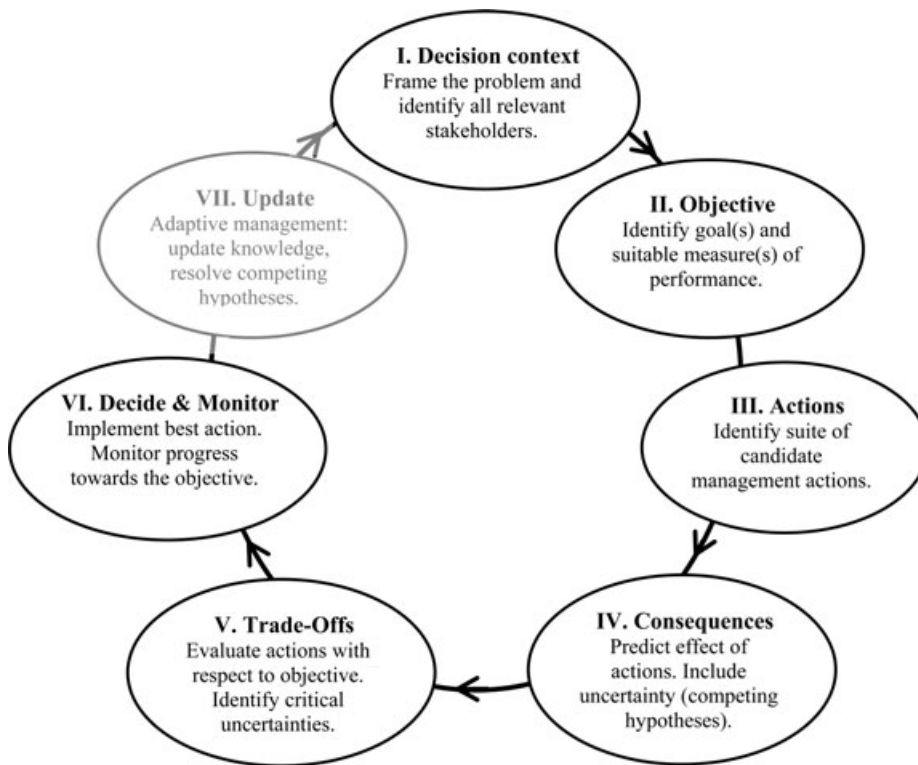 I. Decision context
Frame the problem and
identify all relevant
stakeholders.
II. Objective
Identify goal(s) and
suitable measure(s) of
performance.
III. Actions
Identify suite of
candidate
management actions.
IV. Consequences
Predict effect of
actions. Include
uncertainty (competing
hypotheses).
V. Trade-Offs
Evaluate actions with
respect to objective.
Identify critical
uncertainties.
VI. Decide & Monitor
Implement best action.
Monitor progress
towards the objective.
VII. Update
Adaptive management:
update knowledge,
resolve competing
hypotheses.